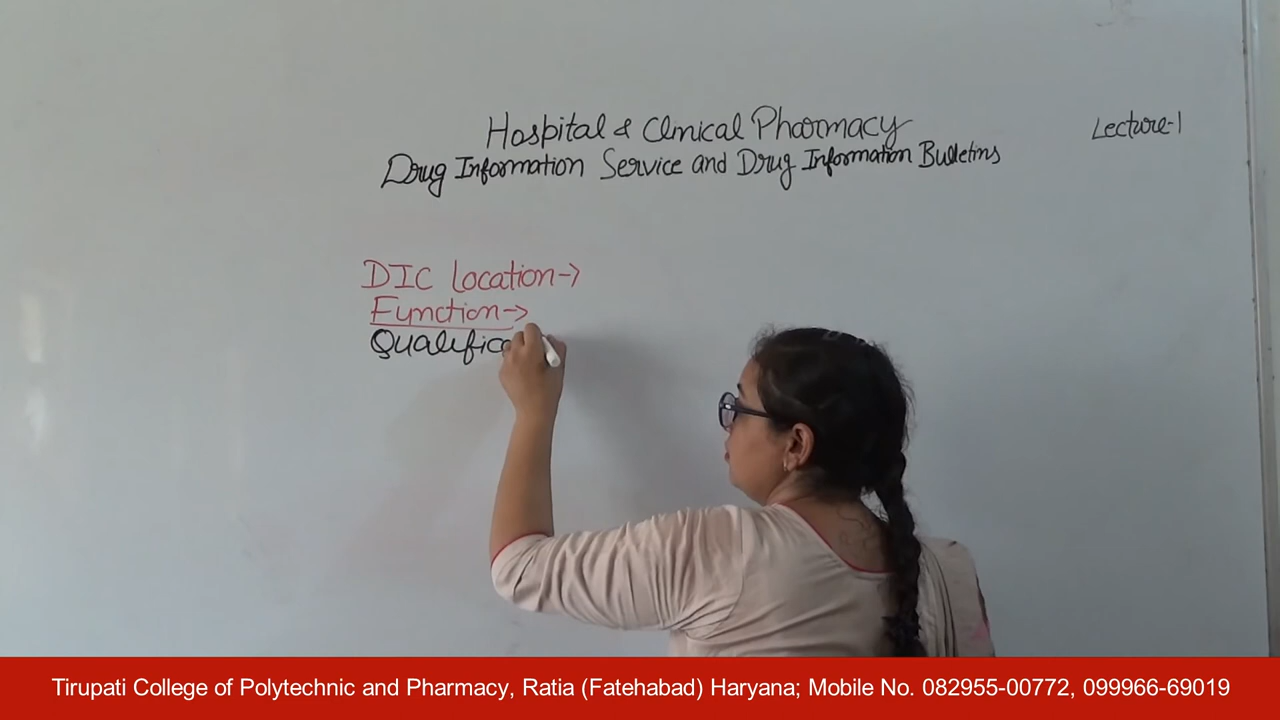 Hospital & Clinical Pharmacy
Lecture-1
Drug Information Service and Drug Information Bulletins
DIC location->
Function->
Qualifica
Tirupati College of Polytechnic and Pharmacy, Ratia (Fatehabad) Haryana; Mobile No. 082955-00772, 099966-69019